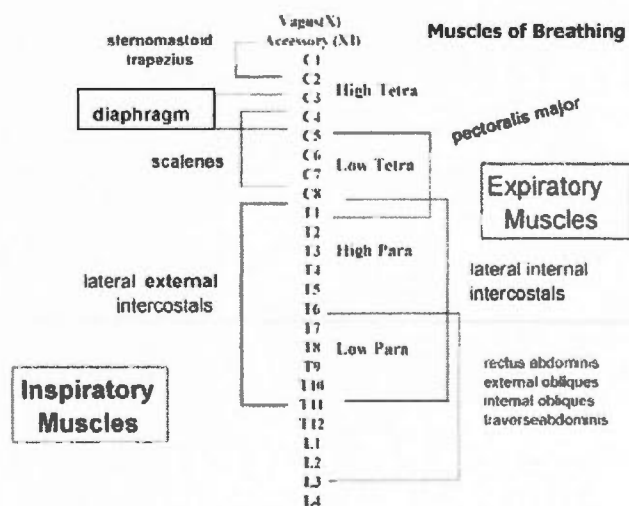 Muscles of Breathing
Vagus(X)
Accessory (XI)
sternomastoid
trapezius
diaphragm
scalenes
lateral external
intercostals
Inspiratory
Muscles
C1
C2
C3
C4
C5
C6
C7
C8
T1
T2
T3
T4
T5
T6
T7
T8
T9
T10
T11
T12
L1
L2
L3
L4
High Tetra
Low Tetra
High Para
Low Para
pectoralis major
Expiratory
Muscles
lateral internal
intercostals
rectus abdominis
external obliques
internal obliques
traverseabdominis